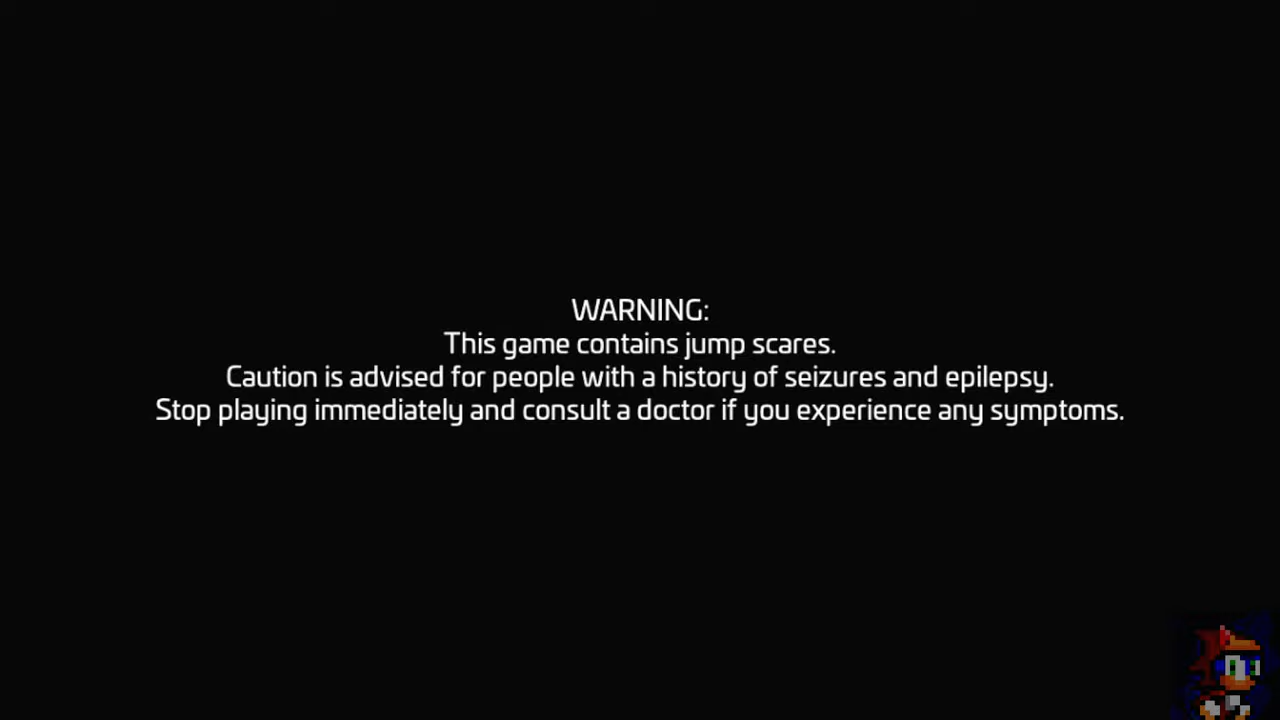 WARNING:
This game contains jump scares.
Caution is advised for people with a history of seizures and epilepsy.
Stop playing immediately and consult a doctor if you experience any symptoms.